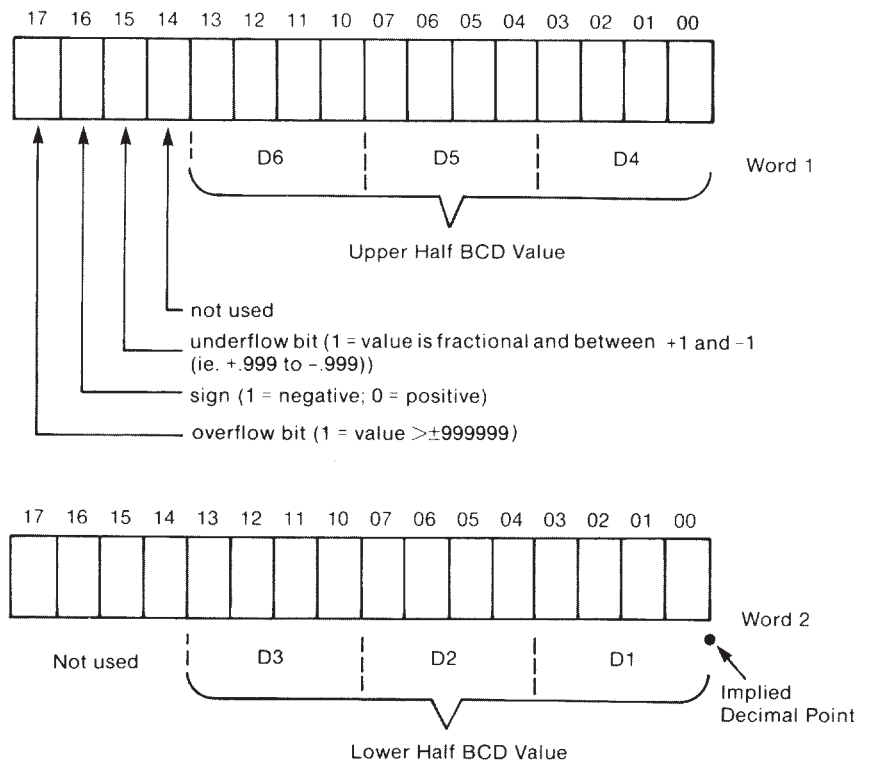 17 16 15 14 13 12 11 10 07 06 05 04 03 02 01 00
D6 D5 D4
Word 1
Upper Half BCD Value
not used
underflow bit (1 = value is fractional and between +1 and -1
(ie. +.999 to -.999))
sign (1 = negative; 0 = positive)
overflow bit (1 = value >±999999)
17 16 15 14 13 12 11 10 07 06 05 04 03 02 01 00
Word 2
Not used D3 D2 D1
Implied
Decimal Point
Lower Half BCD Value